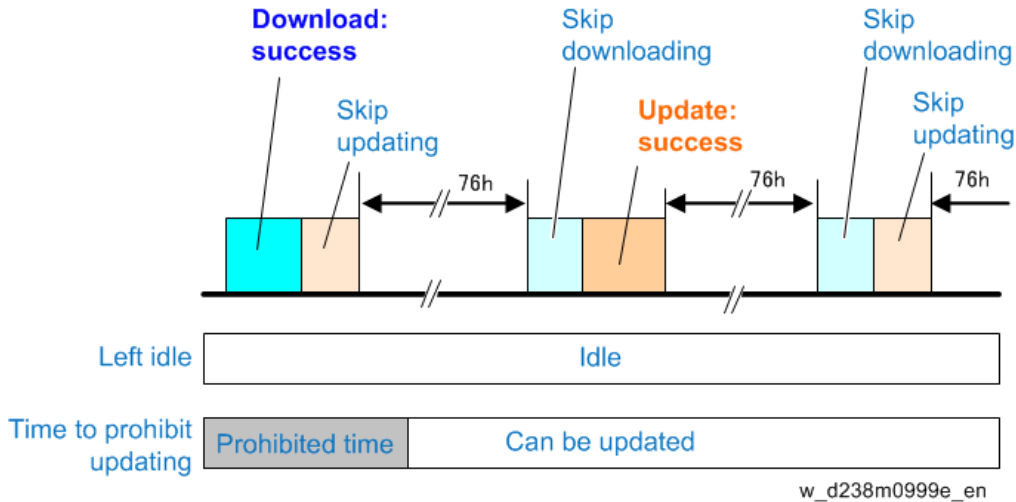 Download:
success
Skip
downloading
Skip
downloading
Skip
updating
Update:
success
Skip
updating
76h
76h
76h
Left idle
Idle
Time to prohibit
updating
Prohibited time
Can be updated
w_d238m0999e_en